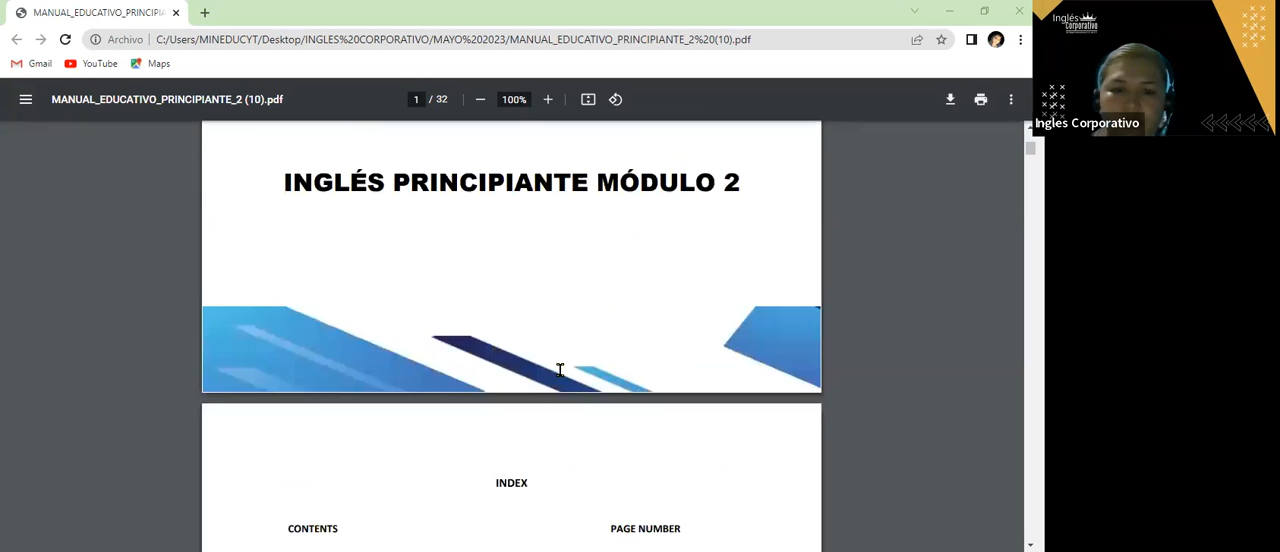 MANUAL_EDUCATIVO_PRINCIPIA
Archivo C:/Users/MINEDUCYT/Desktop/INGLES%20CORPORATIVO/MAYO%202023/MANUAL_EDUCATIVO_PRINCIPIANTE_2%20(10).pdf
Gmail YouTube Maps
MANUAL_EDUCATIVO_PRINCIPIANTE_2 (10).pdf 1 / 32 100%
INGLÉS PRINCIPIANTE MÓDULO 2
INDEX
CONTENTS PAGE NUMBER
Inglés
Corporativo
Ingles Corporativo